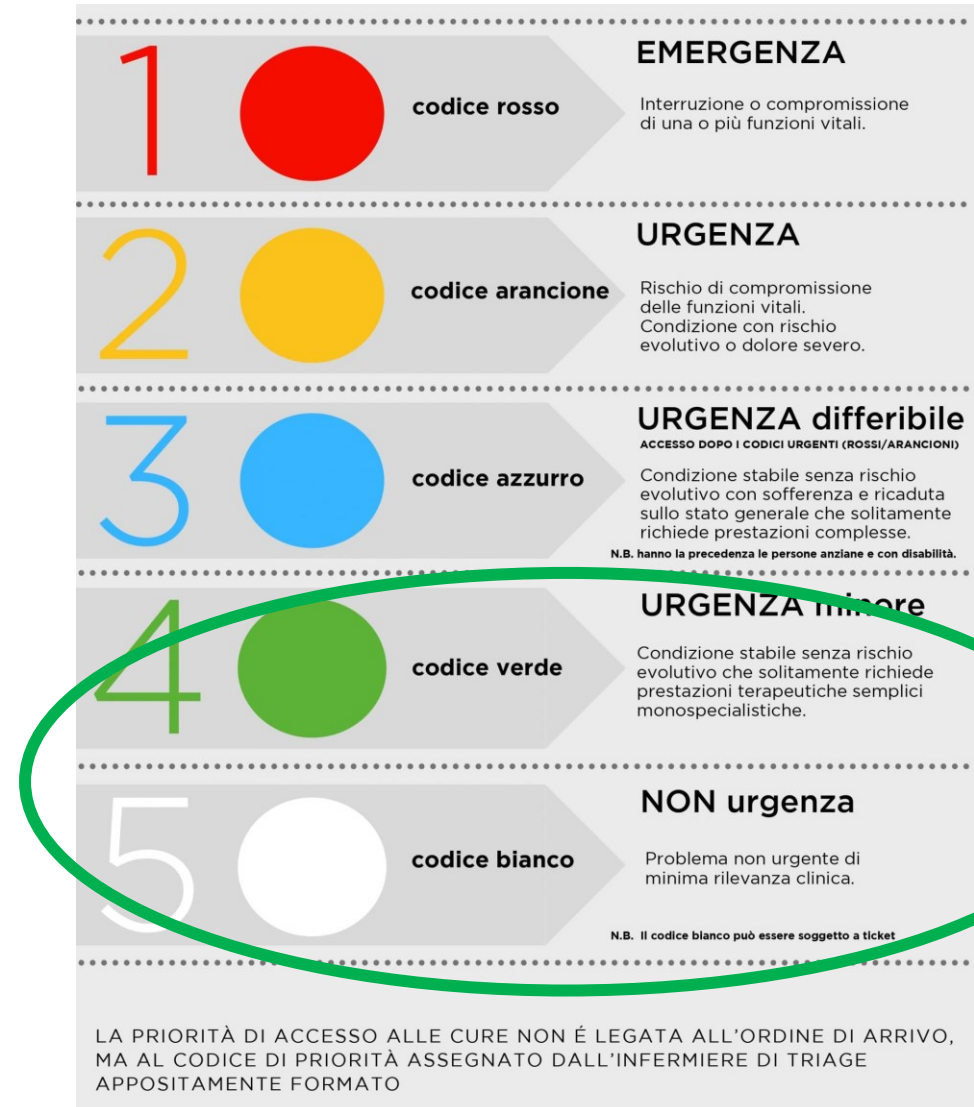 1
codice rosso
EMERGENZA
Interruzione o compromissione
di una o più funzioni vitali.
2
codice arancione
URGENZA
Rischio di compromissione
delle funzioni vitali.
Condizione con rischio
evolutivo o dolore severo.
3
codice azzurro
URGENZA differibile
ACCESSO DOPO I CODICI URGENTI (ROSSI/ARANCIONI)
Condizione stabile senza rischio
evolutivo con sofferenza e ricaduta
sullo stato generale che solitamente
richiede prestazioni complesse.
N.B. hanno la precedenza le persone anziane e con disabilità.
4
codice verde
URGENZA minore
Condizione stabile senza rischio
evolutivo che solitamente richiede
prestazioni terapeutiche semplici
monospecialistiche.
5
codice bianco
NON urgenza
Problema non urgente di
minima rilevanza clinica.
N.B. Il codice bianco può essere soggetto a ticket
LA PRIORITÀ DI ACCESSO ALLE CURE NON É LEGATA ALL'ORDINE DI ARRIVO,
MA AL CODICE DI PRIORITÀ ASSEGNATO DALL'INFERMIERE DI TRIAGE
APPOSITAMENTE FORMATO